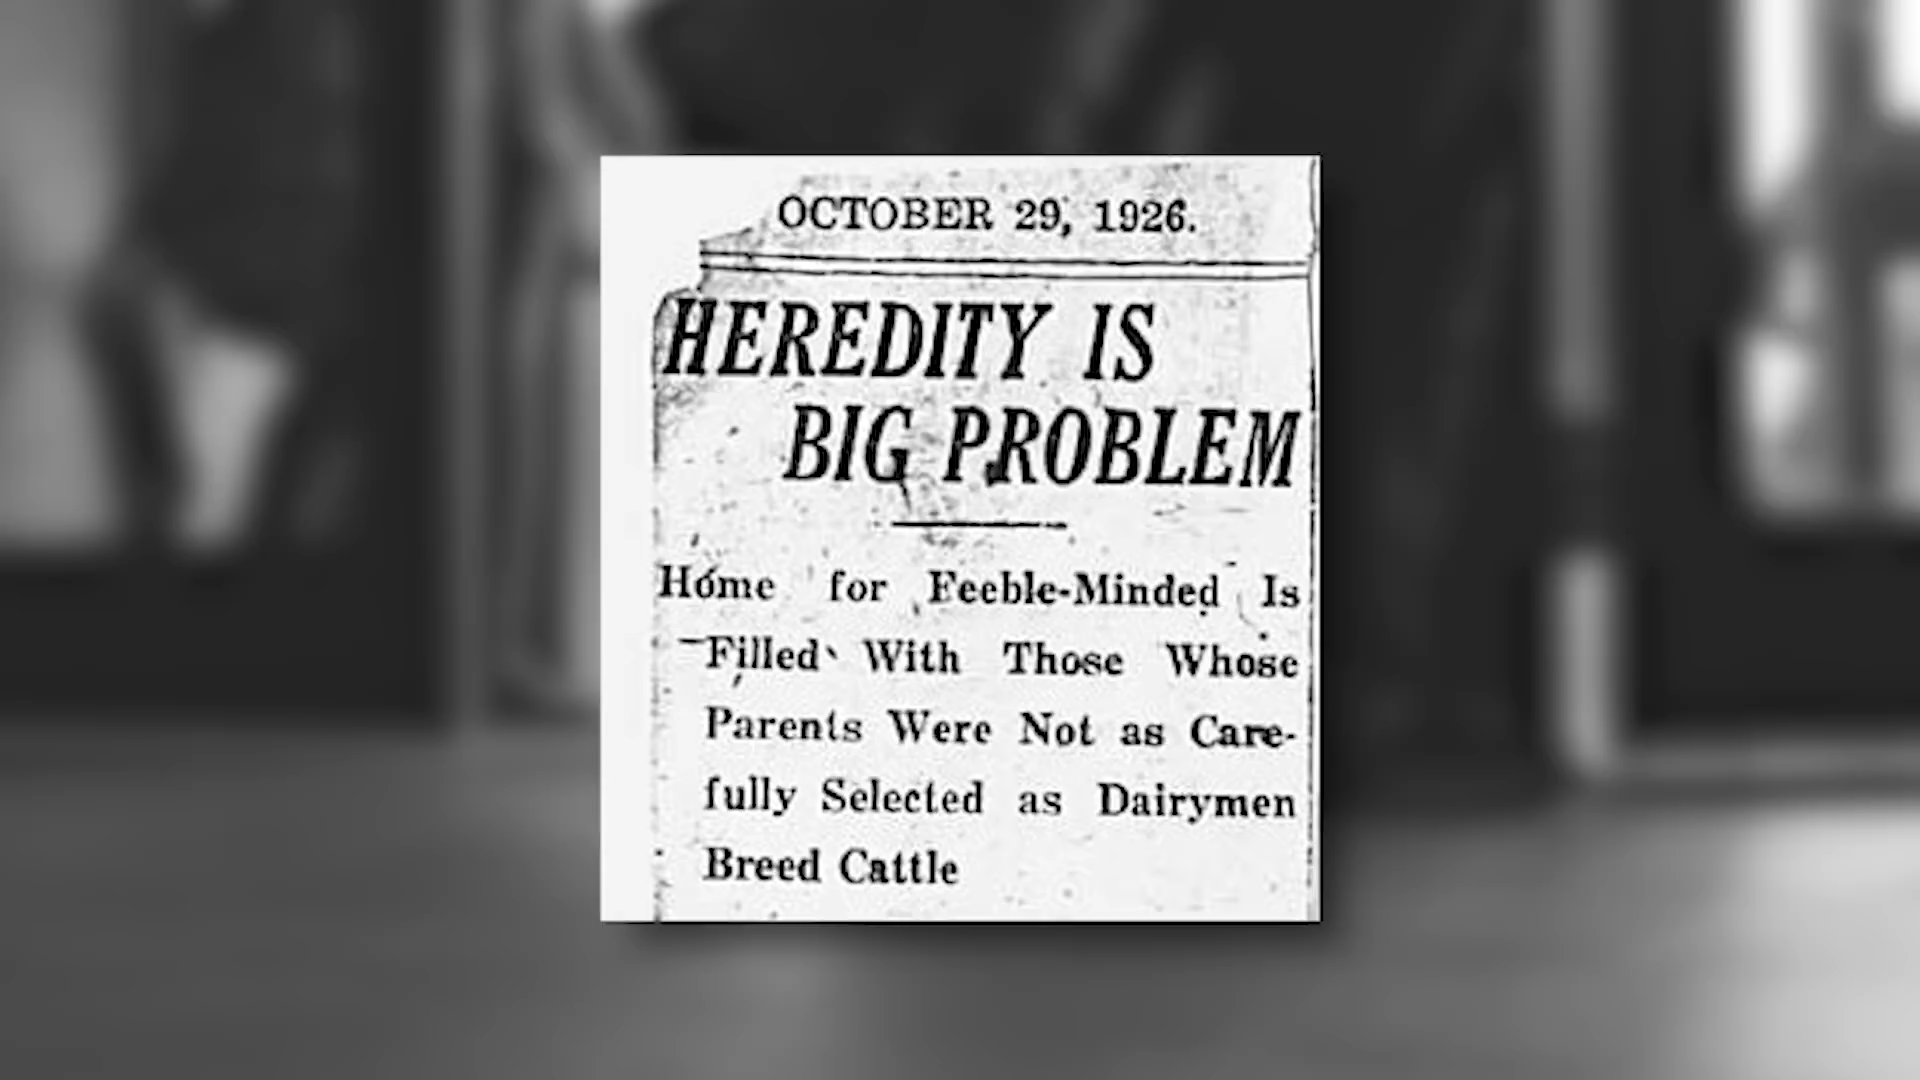 OCTOBER 29, 1926.
HEREDITY IS
BIG PROBLEM
Home for Feeble-Minded Is
Filled With Those Whose
Parents Were Not as Care-
fully Selected as Dairymen
Breed Cattle